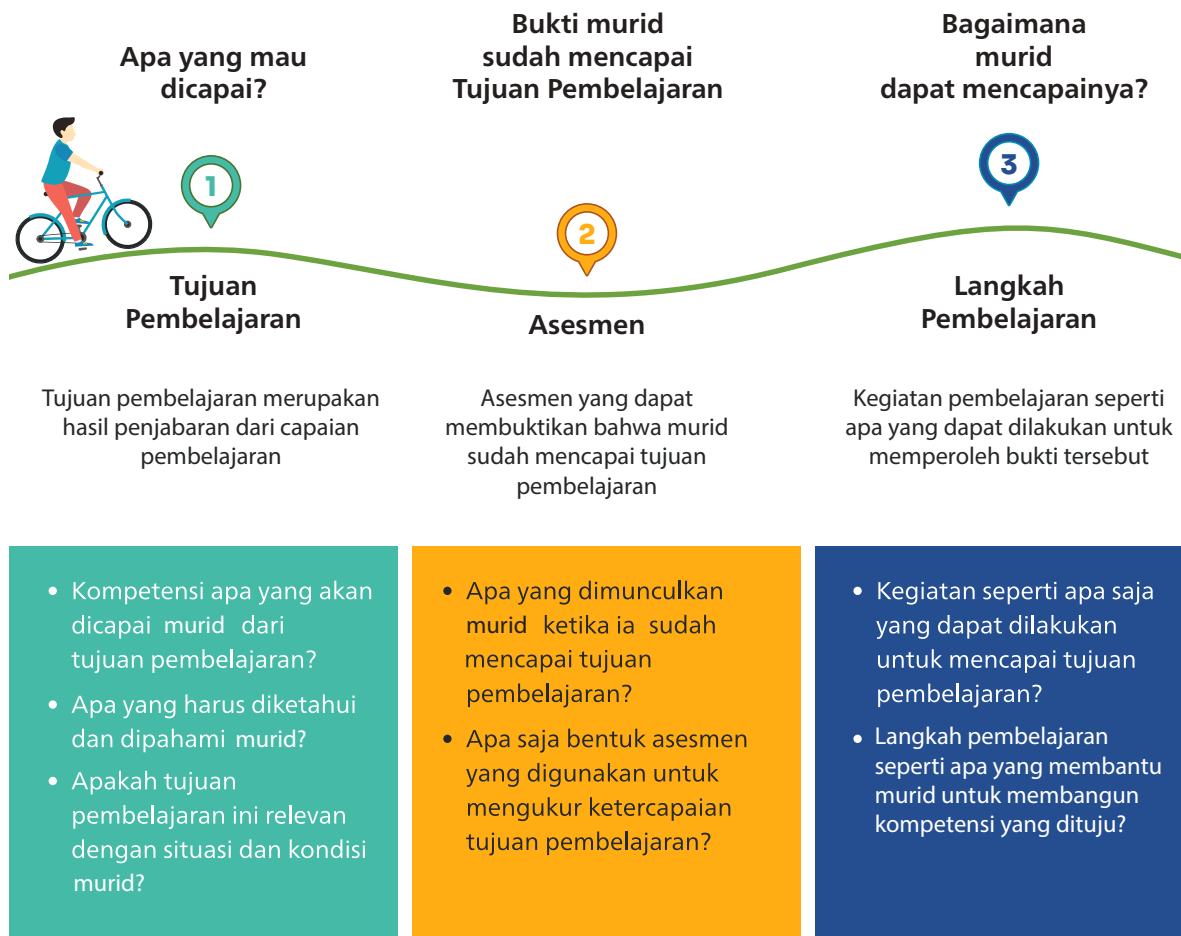 Apa yang mau
dicapai?
Bukti murid
sudah mencapai
Tujuan Pembelajaran
Bagaimana
murid
dapat mencapainya?
1
2
3
Tujuan
Pembelajaran
Asesmen
Langkah
Pembelajaran
Tujuan pembelajaran merupakan
hasil penjabaran dari capaian
pembelajaran
Asesmen yang dapat
membuktikan bahwa murid
sudah mencapai tujuan
pembelajaran
Kegiatan pembelajaran seperti
apa yang dapat dilakukan untuk
memperoleh bukti tersebut
• Kompetensi apa yang akan
dicapai murid dari
tujuan pembelajaran?
• Apa yang harus diketahui
dan dipahami murid?
• Apakah tujuan
pembelajaran ini relevan
dengan situasi dan kondisi
murid?
• Apa yang dimunculkan
murid ketika ia sudah
mencapai tujuan
pembelajaran?
• Apa saja bentuk asesmen
yang digunakan untuk
mengukur ketercapaian
tujuan pembelajaran?
• Kegiatan seperti apa saja
yang dapat dilakukan
untuk mencapai tujuan
pembelajaran?
• Langkah pembelajaran
seperti apa yang membantu
murid untuk membangun
kompetensi yang dituju?